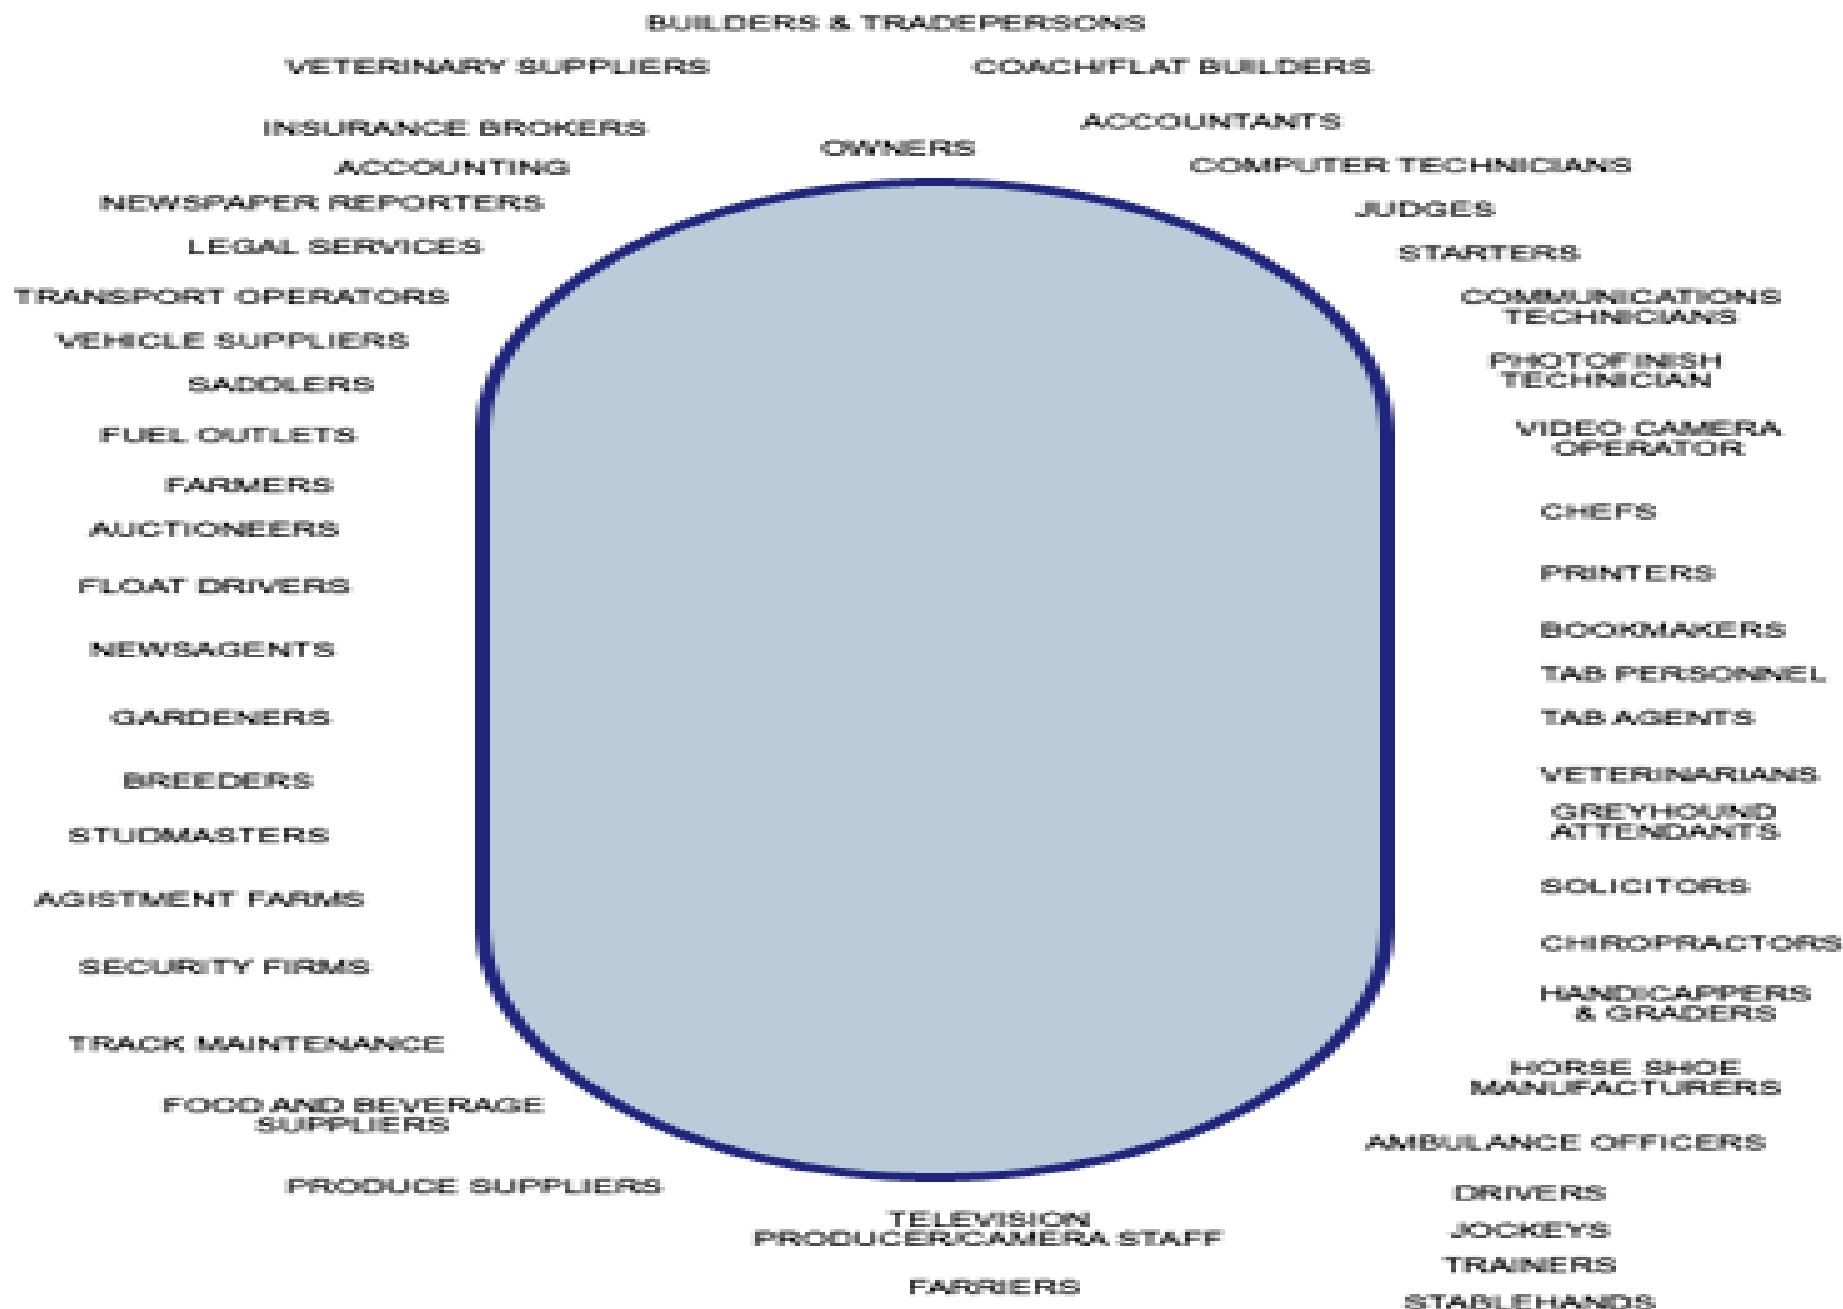 BUILDERS & TRADEPERSONS
VETERINARY SUPPLIERS
COACH/FLAT BUILDERS
INSURANCE BROKERS
ACCOUNTANTS
OWNERS
ACCOUNTING
COMPUTER TECHNICIANS
NEWSPAPER REPORTERS
JUDGES
LEGAL SERVICES
STARTERS
TRANSPORT OPERATORS
COMMUNICATIONS
TECHNICIANS
VEHICLE SUPPLIERS
PHOTOFINISH
TECHNICIAN
SADDLERS
FUEL OUTLETS
VIDEO CAMERA
OPERATOR
FARMERS
CHEFS
AUCTIONEERS
PRINTERS
FLOAT DRIVERS
BOOKMAKERS
NEWSAGENTS
TAB PERSONNEL
GARDENERS
TAB AGENTS
BREEDERS
VETERINARIANS
GREYHOUND
ATTENDANTS
STUDMASTERS
SOLICITORS
AGISTMENT FARMS
CHIROPRACTORS
SECURITY FIRMS
HANDICAPPERS
& GRADERS
TRACK MAINTENANCE
HORSE SHOE
MANUFACTURERS
FOOD AND BEVERAGE
SUPPLIERS
AMBULANCE OFFICERS
PRODUCE SUPPLIERS
DRIVERS
TELEVISION
PRODUCER/CAMERA STAFF
JOCKEYS
TRAINERS
FARRIERS
STABLEHANDS